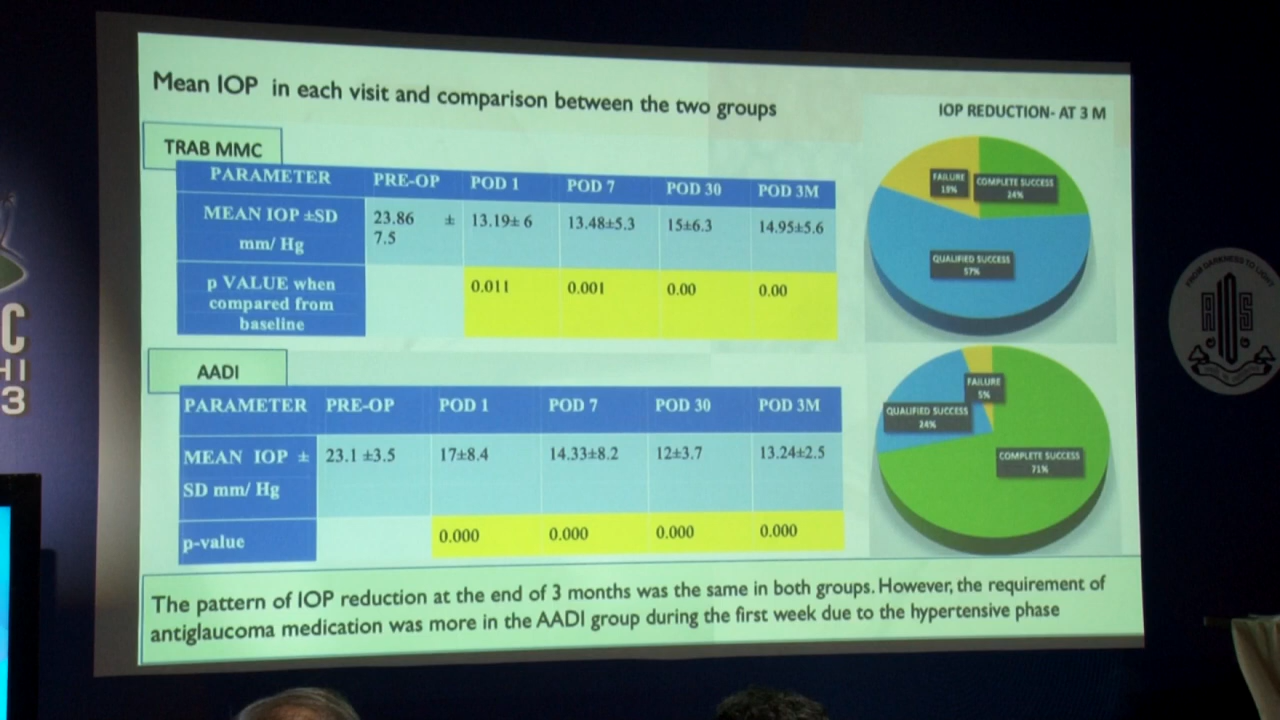 Mean IOP in each visit and comparison between the two groups
IOP REDUCTION- AT 3 M
TRAB MMC
PARAMETER PRE-OP POD 1 POD 7 POD 30 POD 3M
MEAN IOP ±SD
mm/ Hg
23.86 ±
7.5
13.19± 6 13.48±5.3 15±6.3 14.95±5.6
p VALUE when
compared from
baseline
0.011 0.001 0.00 0.00
FAILURE
19%
COMPLETE SUCCESS
24%
QUALIFIED SUCCESS
57%
AADI
PARAMETER PRE-OP POD 1 POD 7 POD 30 POD 3M
MEAN IOP ±
SD mm/ Hg
23.1 ±3.5 17±8.4 14.33±8.2 12±3.7 13.24±2.5
p-value 0.000 0.000 0.000 0.000
FAILURE
5%
QUALIFIED SUCCESS
24%
COMPLETE SUCCESS
71%
The pattern of IOP reduction at the end of 3 months was the same in both groups. However, the requirement of
antiglaucoma medication was more in the AADI group during the first week due to the hypertensive phase
C
HI
3
FROM DARKNESS TO LIGHT